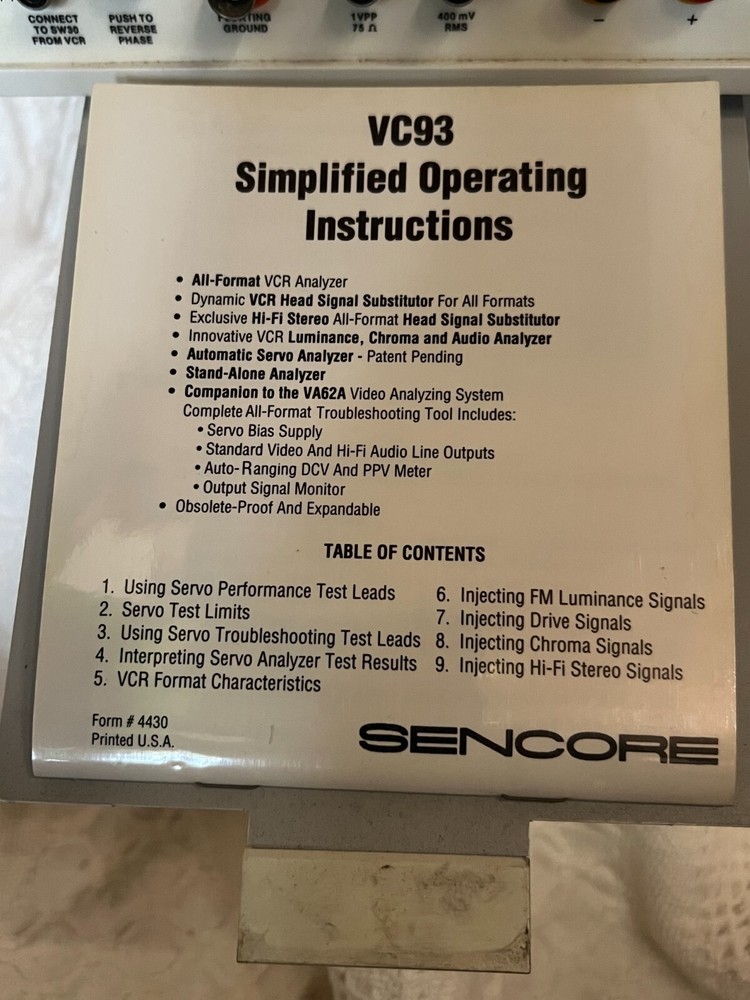 CONNECT
TO SW30
FROM VCR
PUSH TO
REVERSE
PHASE
GROUND
1VPP
75 Ω
400 mV
RMS
−
+
VC93
Simplified Operating
Instructions
• All-Format VCR Analyzer
• Dynamic VCR Head Signal Substitutor For All Formats
• Exclusive Hi-Fi Stereo All-Format Head Signal Substitutor
• Innovative VCR Luminance, Chroma and Audio Analyzer
• Automatic Servo Analyzer - Patent Pending
• Stand-Alone Analyzer
• Companion to the VA62A Video Analyzing System
Complete All-Format Troubleshooting Tool Includes:
• Servo Bias Supply
• Standard Video And Hi-Fi Audio Line Outputs
• Auto-Ranging DCV And PPV Meter
• Output Signal Monitor
• Obsolete-Proof And Expandable
TABLE OF CONTENTS
1. Using Servo Performance Test Leads
2. Servo Test Limits
3. Using Servo Troubleshooting Test Leads
4. Interpreting Servo Analyzer Test Results
5. VCR Format Characteristics
6. Injecting FM Luminance Signals
7. Injecting Drive Signals
8. Injecting Chroma Signals
9. Injecting Hi-Fi Stereo Signals
Form # 4430
Printed U.S.A.
SENCORE